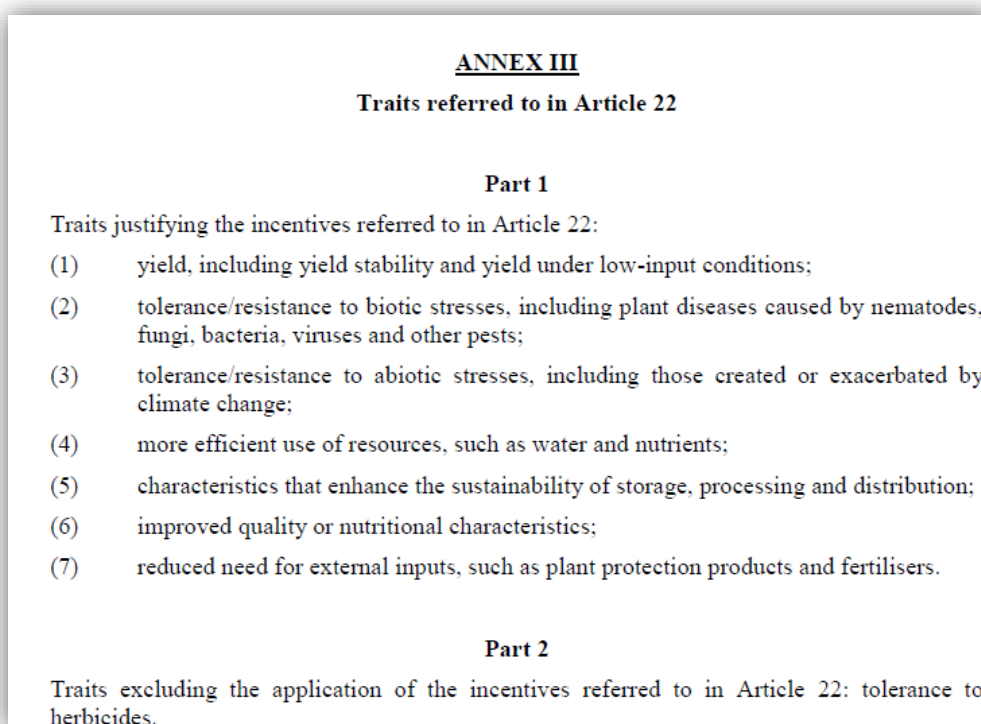 ANNEX III
Traits referred to in Article 22
Part 1
Traits justifying the incentives referred to in Article 22:
(1) yield, including yield stability and yield under low-input conditions;
(2) tolerance/resistance to biotic stresses, including plant diseases caused by nematodes,
fungi, bacteria, viruses and other pests;
(3) tolerance/resistance to abiotic stresses, including those created or exacerbated by
climate change;
(4) more efficient use of resources, such as water and nutrients;
(5) characteristics that enhance the sustainability of storage, processing and distribution;
(6) improved quality or nutritional characteristics;
(7) reduced need for external inputs, such as plant protection products and fertilisers.
Part 2
Traits excluding the application of the incentives referred to in Article 22: tolerance to
herbicides.